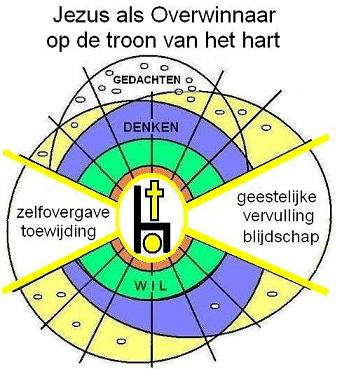 Jezus als Overwinnaar
op de troon van het hart
GEDACHTEN
DENKEN
zelfovergave
toewijding
geestelijke
vervulling
blijdschap
WIL